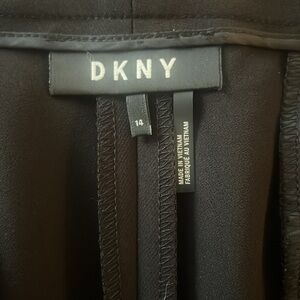 DKNY
14
MADE IN VIETNAM
FABRIQUÉ AU VIETNAM